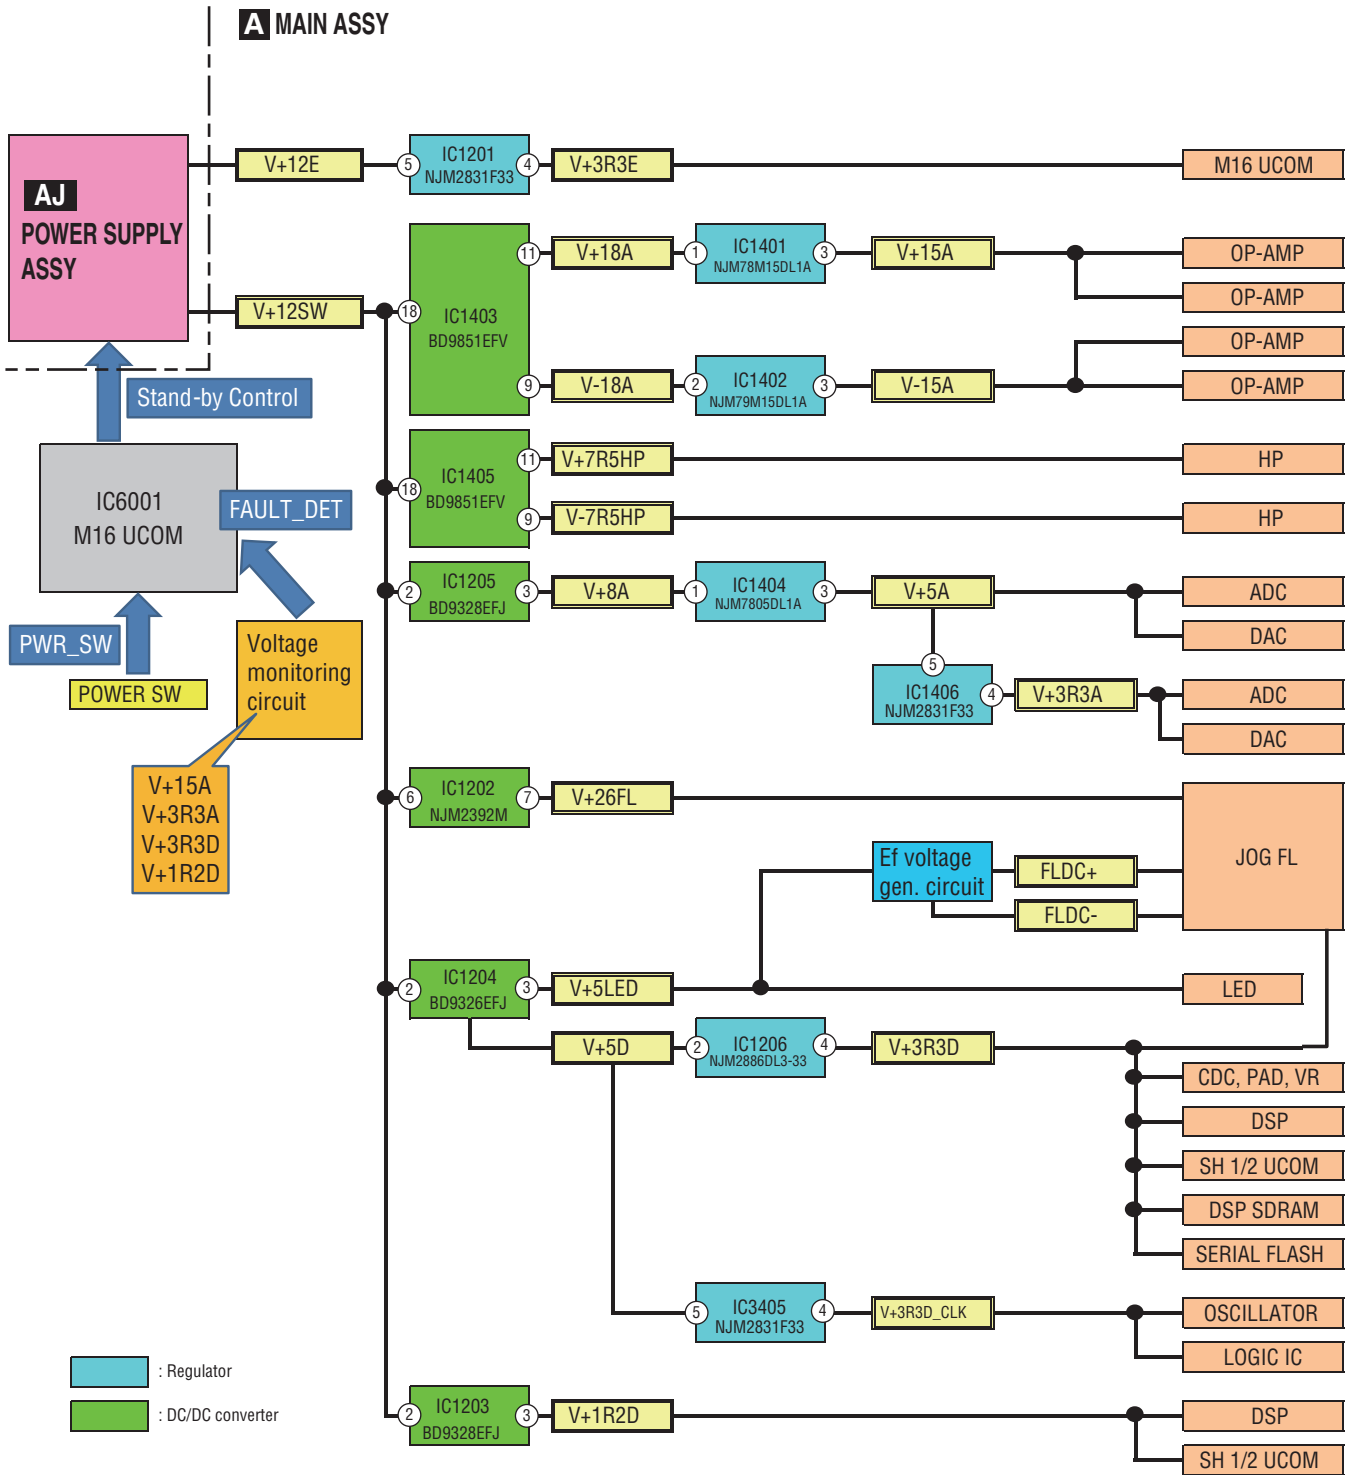 A MAIN ASSY
AJ
POWER SUPPLY
ASSY
V+12E
5
IC1201
NJM2831F33
4
V+3R3E
M16 UCOM
V+12SW
18
IC1403
BD9851EFV
11
V+18A
1
IC1401
NJM78M15DL1A
3
V+15A
OP-AMP
OP-AMP
9
V-18A
2
IC1402
NJM79M15DL1A
3
V-15A
OP-AMP
OP-AMP
Stand-by Control
IC6001
M16 UCOM
FAULT_DET
PWR_SW
POWER SW
Voltage
monitoring
circuit
V+15A
V+3R3A
V+3R3D
V+1R2D
18
IC1405
BD9851EFV
11
V+7R5HP
HP
9
V-7R5HP
HP
2
IC1205
BD9328EFJ
3
V+8A
1
IC1404
NJM7805DL1A
3
V+5A
ADC
DAC
5
IC1406
NJM2831F33
4
V+3R3A
ADC
DAC
6
IC1202
NJM2392M
7
V+26FL
JOG FL
Ef voltage
gen. circuit
FLDC+
FLDC-
2
IC1204
BD9326EFJ
3
V+5LED
LED
V+5D
2
IC1206
NJM2886DL3-33
4
V+3R3D
CDC, PAD, VR
DSP
SH 1/2 UCOM
DSP SDRAM
SERIAL FLASH
5
IC3405
NJM2831F33
4
V+3R3D_CLK
OSCILLATOR
LOGIC IC
2
IC1203
BD9328EFJ
3
V+1R2D
DSP
SH 1/2 UCOM
: Regulator
: DC/DC converter